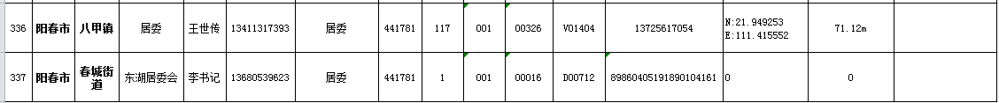 336 阳春市 八甲镇 居委 王世传 13411317393 居委 441781 117 001 00326 V01404 13725617054 N:21.949253 E:111.415552 71.12m
337 阳春市 春城街道 东湖居委会 李书记 13680539623 居委 441781 1 001 00016 D00712 89860405191890104161 0 0